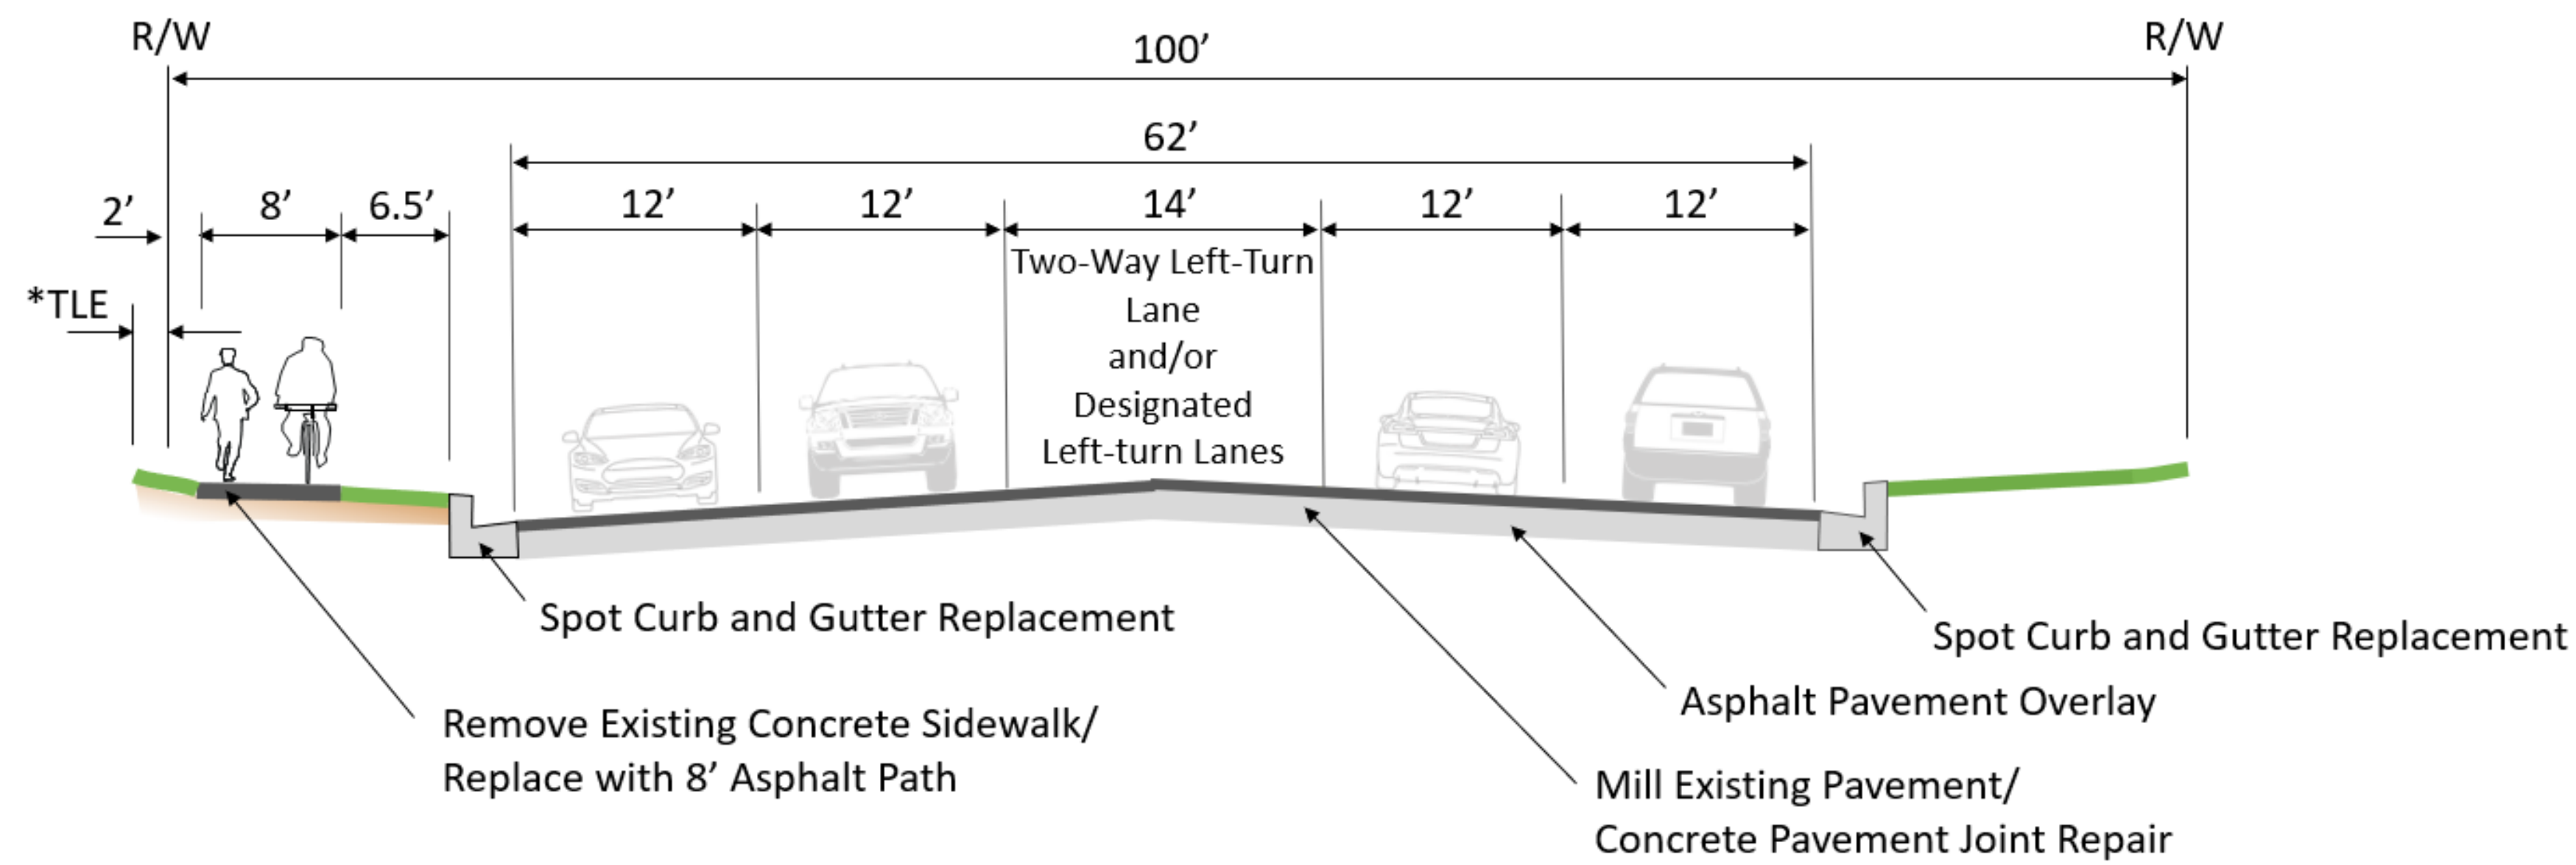 R/W
R/W
100’
62’
2’
8’
6.5’
12’
12’
14’
12’
12’
Two-Way Left-Turn
Lane
and/or
Designated
Left-turn Lanes
*TLE
Spot Curb and Gutter Replacement
Spot Curb and Gutter Replacement
Asphalt Pavement Overlay
Remove Existing Concrete Sidewalk/
Replace with 8’ Asphalt Path
Mill Existing Pavement/
Concrete Pavement Joint Repair